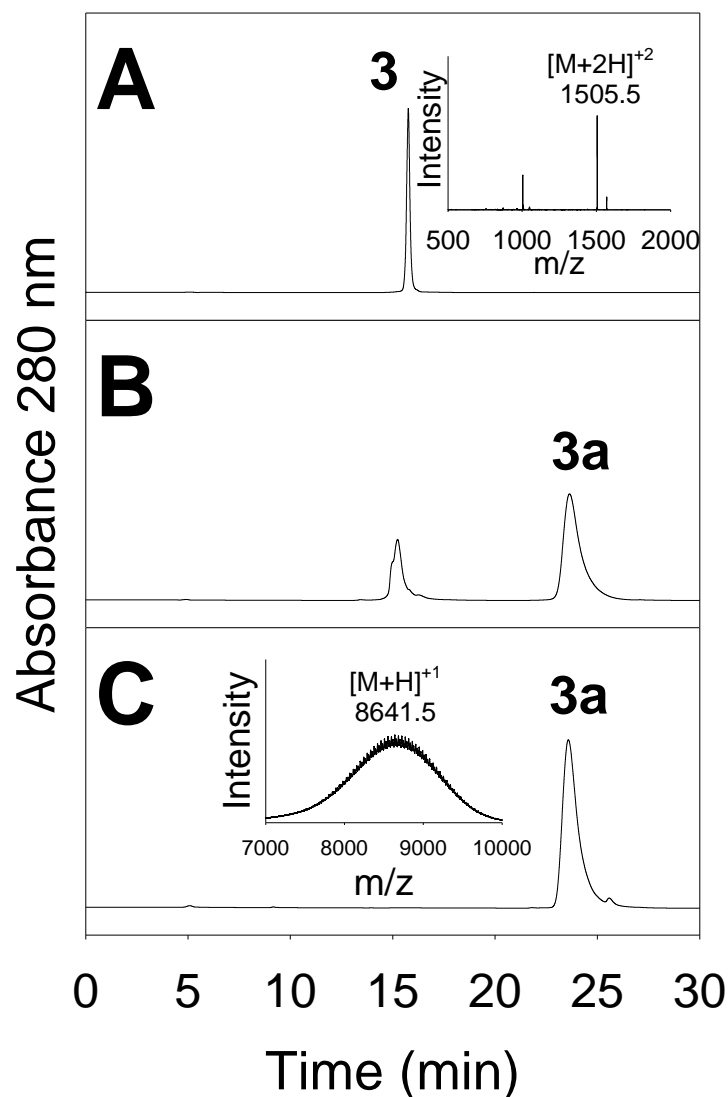 A
3
[M+2H]+2
1505.5
Intensity
500 1000 1500 2000
m/z
Absorbance 280 nm
B
3a
C
[M+H]+1
8641.5
3a
Intensity
7000 8000 9000 10000
m/z
0 5 10 15 20 25 30
Time (min)